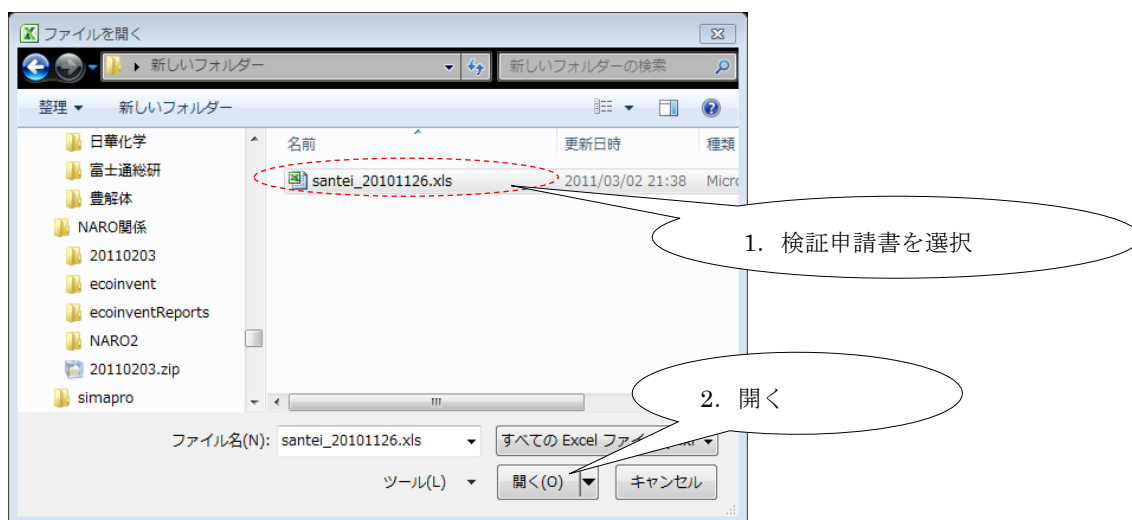 ファイルを開く
新しいフォルダー
新しいフォルダーの検索
整理
新しいフォルダー
日華化学
富士通総研
豊解体
NARO関係
20110203
ecoinvent
ecoinventReports
NARO2
20110203.zip
simapro
名前
更新日時
種類
santei_20101126.xls
2011/03/02 21:38
Micro
1. 検証申請書を選択
2. 開く
ファイル名(N):
santei_20101126.xls
すべての Excel ファイ
ツール(L)
開く(O)
キャンセル